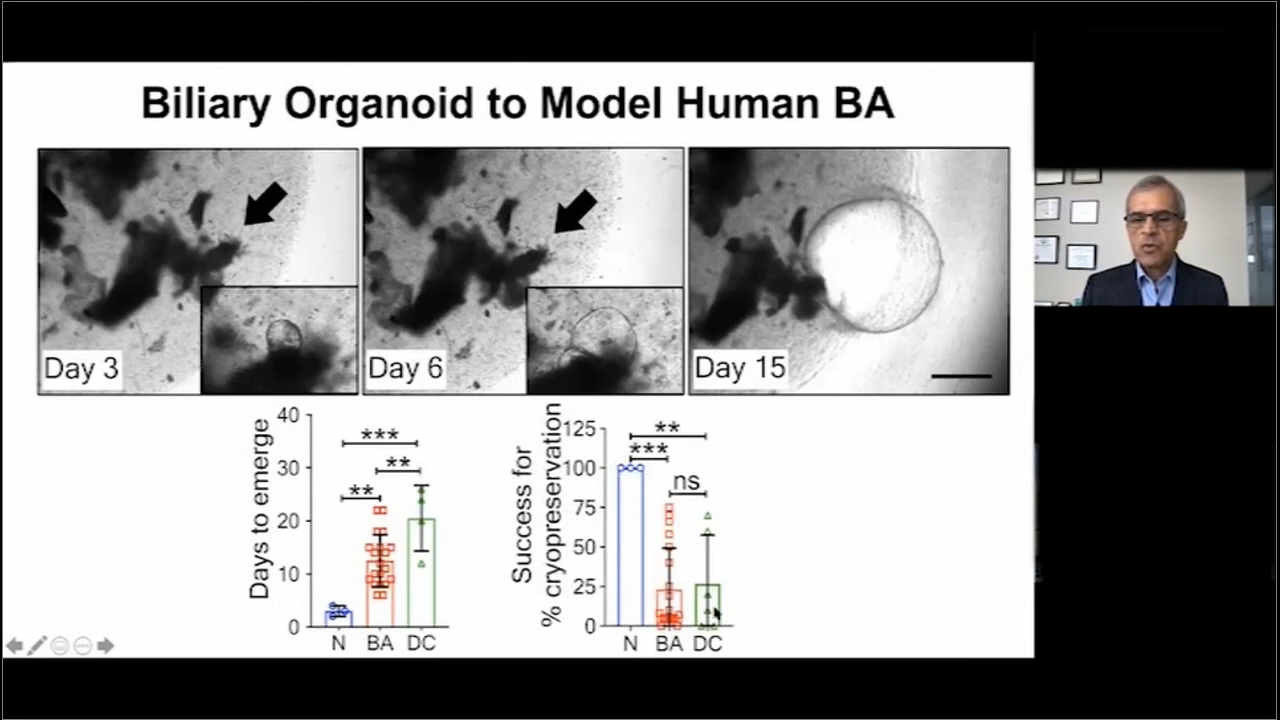 Biliary Organoid to Model Human BA
Day 3
Day 6
Day 15
Days to emerge
40
30
20
10
0
***
**
**
N BA DC
Success for
% cryopreservation
125
100
75
50
25
0
**
***
ns
N BA DC